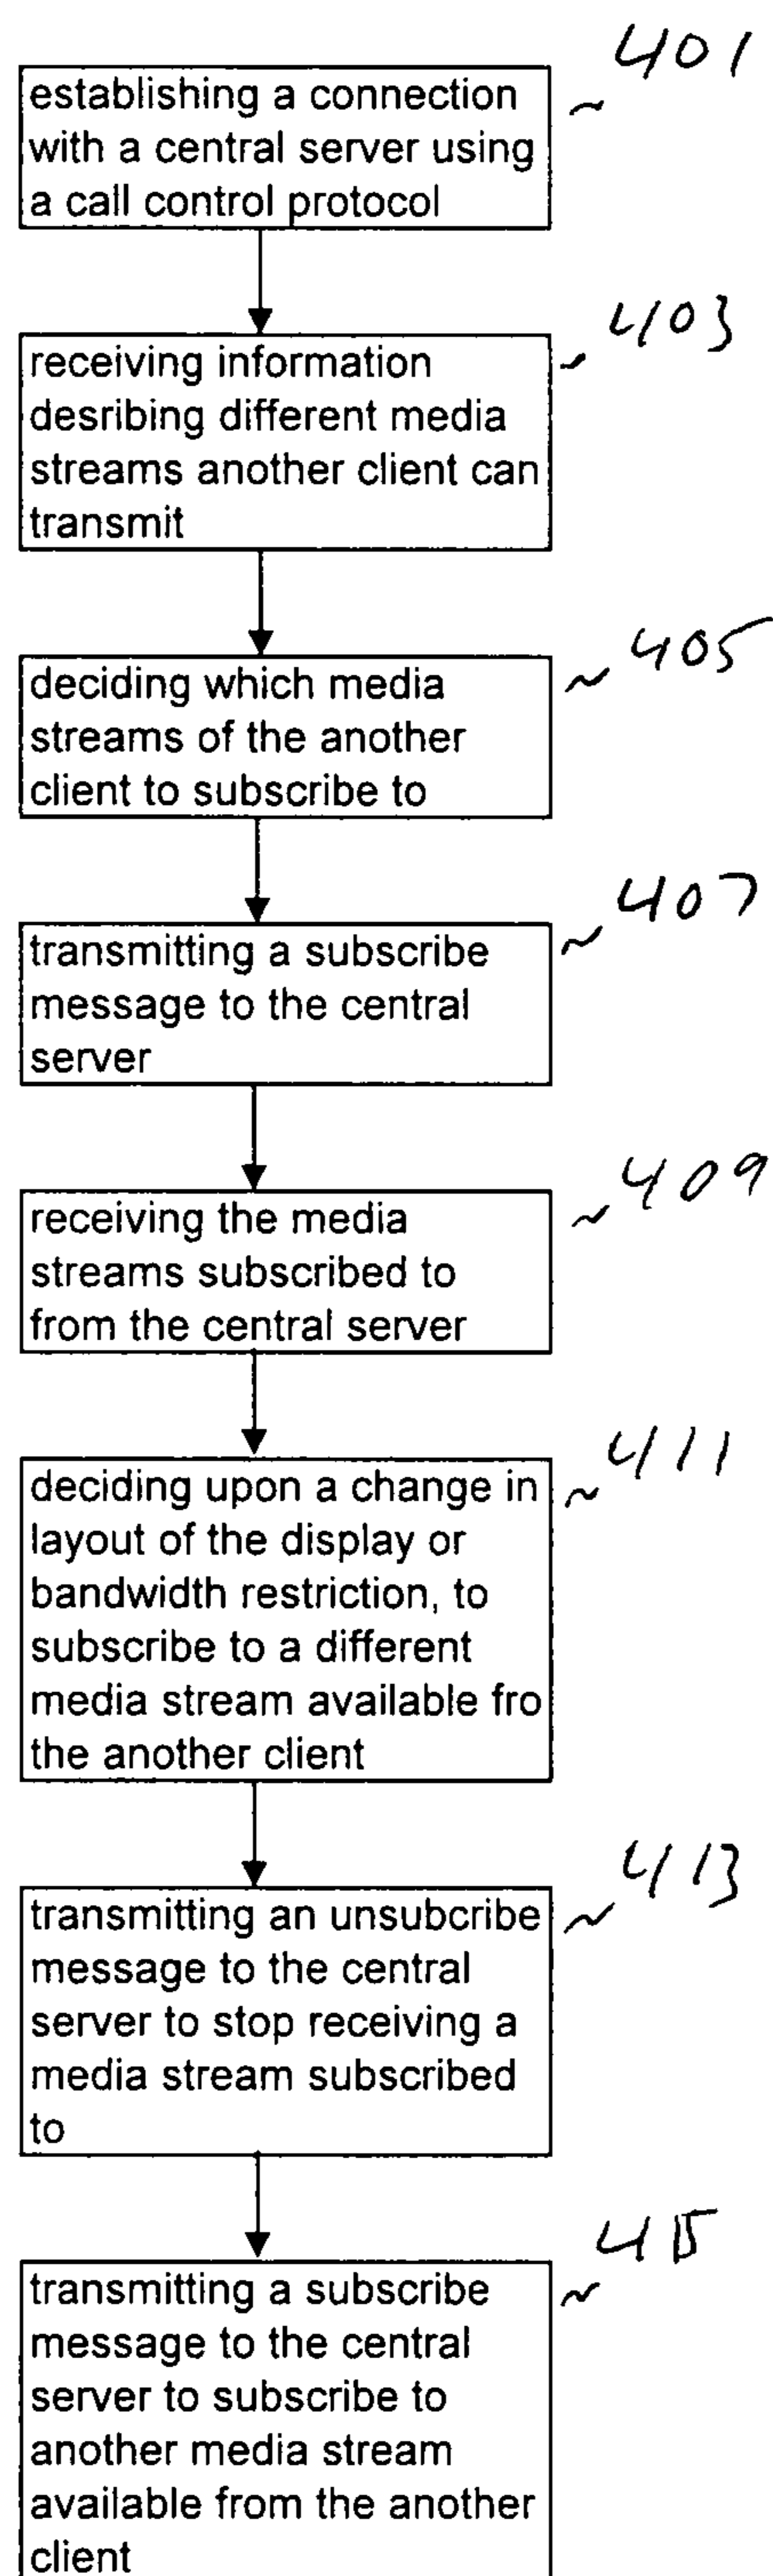 401
establishing a connection
with a central server using
a call control protocol
403
receiving information
desribing different media
streams another client can
transmit
405
deciding which media
streams of the another
client to subscribe to
407
transmitting a subscribe
message to the central
server
409
receiving the media
streams subscribed to
from the central server
411
deciding upon a change in
layout of the display or
bandwidth restriction, to
subscribe to a different
media stream available fro
the another client
413
transmitting an unsubcribe
message to the central
server to stop receiving a
media stream subscribed
to
415
transmitting a subscribe
message to the central
server to subscribe to
another media stream
available from the another
client